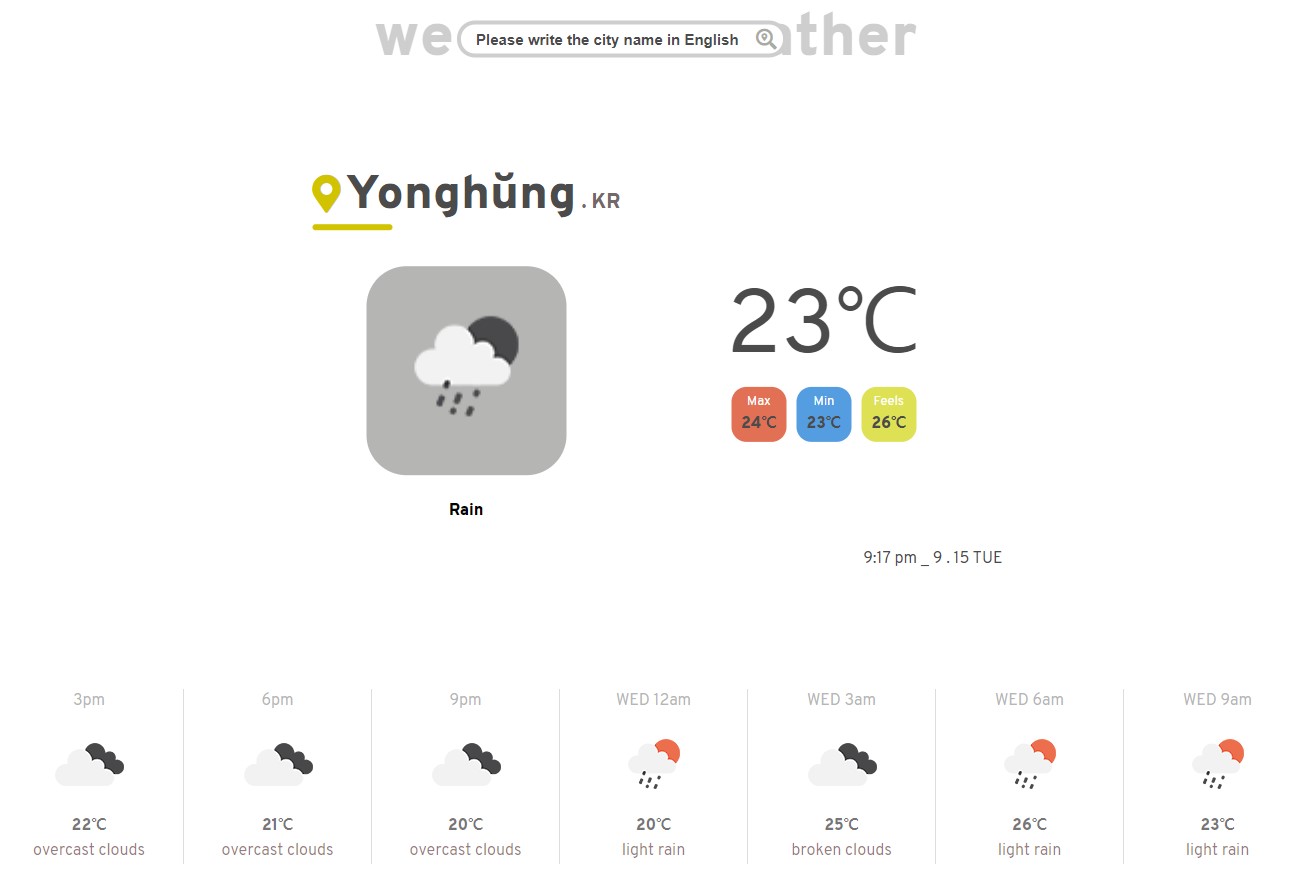 we ather
Please write the city name in English
Yonghŭng . KR
23℃
Max Min Feels
24℃ 23℃ 26℃
Rain
9:17 pm _ 9 . 15 TUE
3pm 6pm 9pm WED 12am WED 3am WED 6am WED 9am
22℃ 21℃ 20℃ 20℃ 25℃ 26℃ 23℃
overcast clouds overcast clouds overcast clouds light rain broken clouds light rain light rain